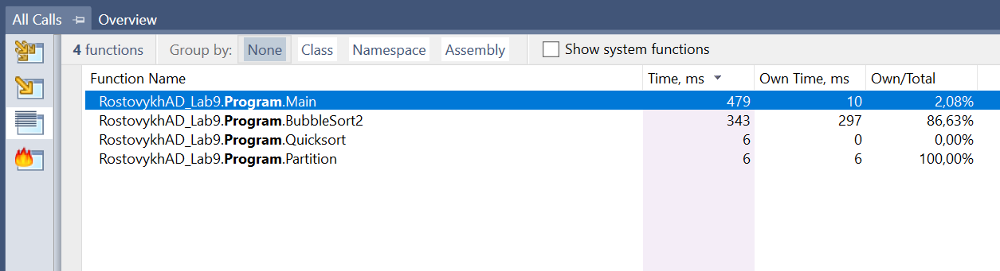 All Calls Overview
4 functions Group by: None Class Namespace Assembly Show system functions
Function Name Time, ms Own Time, ms Own/Total
RostovykhAD_Lab9.Program.Main 479 10 2,08%
RostovykhAD_Lab9.Program.BubbleSort2 343 297 86,63%
RostovykhAD_Lab9.Program.Quicksort 6 0 0,00%
RostovykhAD_Lab9.Program.Partition 6 6 100,00%